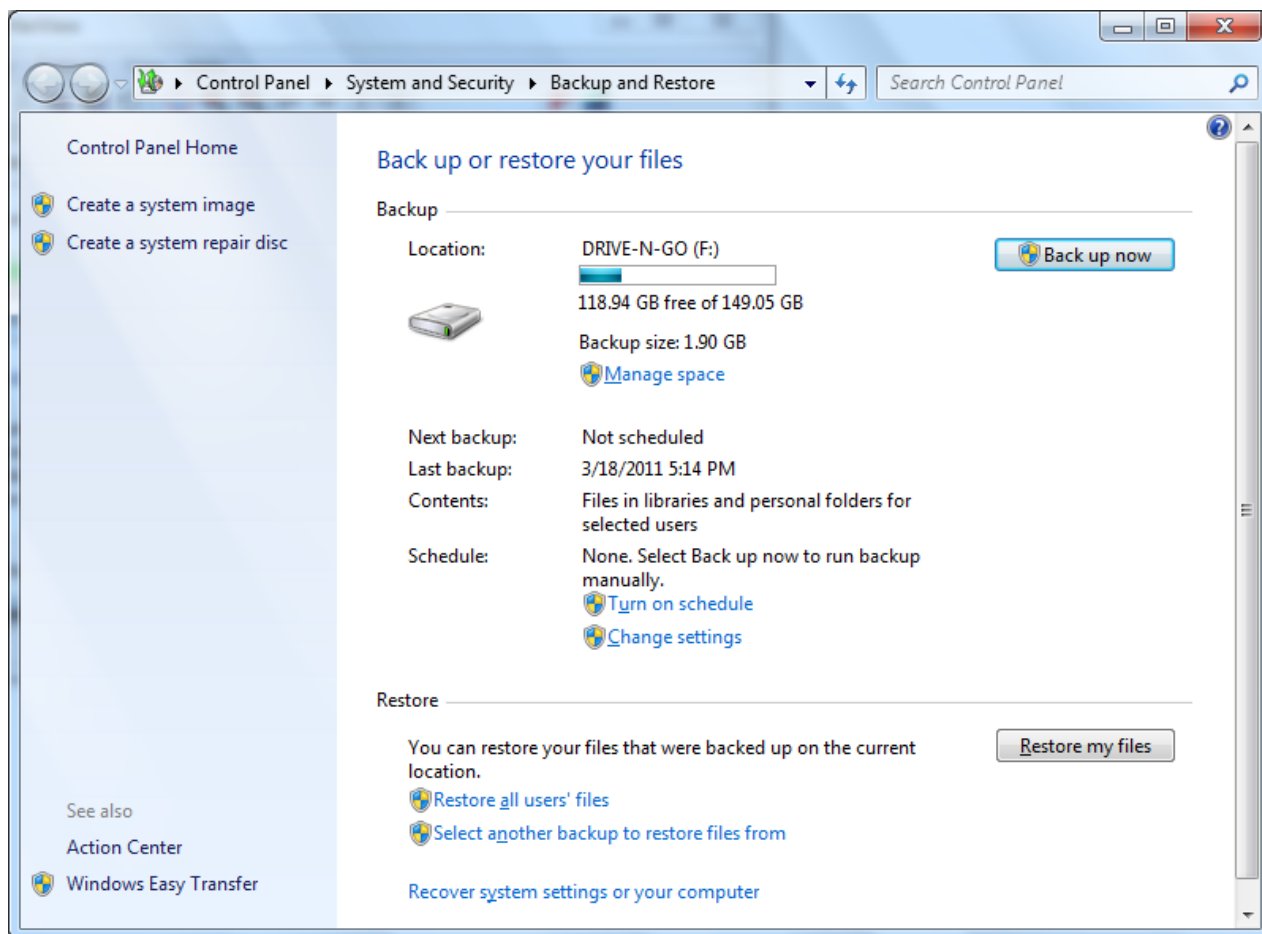 Control Panel System and Security Backup and Restore Search Control Panel
Control Panel Home
Create a system image
Create a system repair disc
See also
Action Center
Windows Easy Transfer
Back up or restore your files
Backup
Location: DRIVE-N-GO (F:)
Back up now
118.94 GB free of 149.05 GB
Backup size: 1.90 GB
Manage space
Next backup: Not scheduled
Last backup: 3/18/2011 5:14 PM
Contents: Files in libraries and personal folders for
selected users
Schedule: None. Select Back up now to run backup
manually.
Turn on schedule
Change settings
Restore
You can restore your files that were backed up on the current
location.
Restore my files
Restore all users' files
Select another backup to restore files from
Recover system settings or your computer